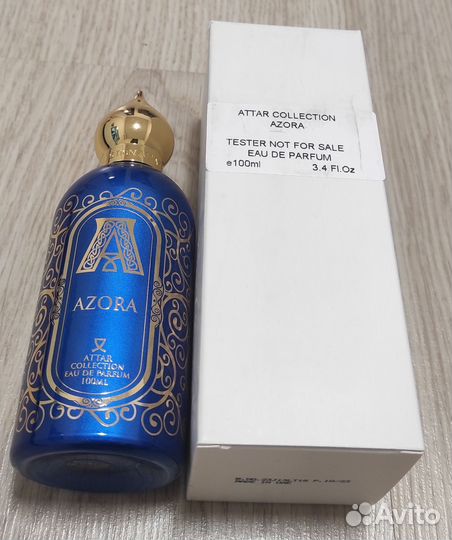 A
AZORA
ATTAR
COLLECTION
EAU DE PARFUM
100ML
ATTAR COLLECTION
AZORA
TESTER NOT FOR SALE
EAU DE PARFUM
e100ml 3.4 Fl.Oz
Avito